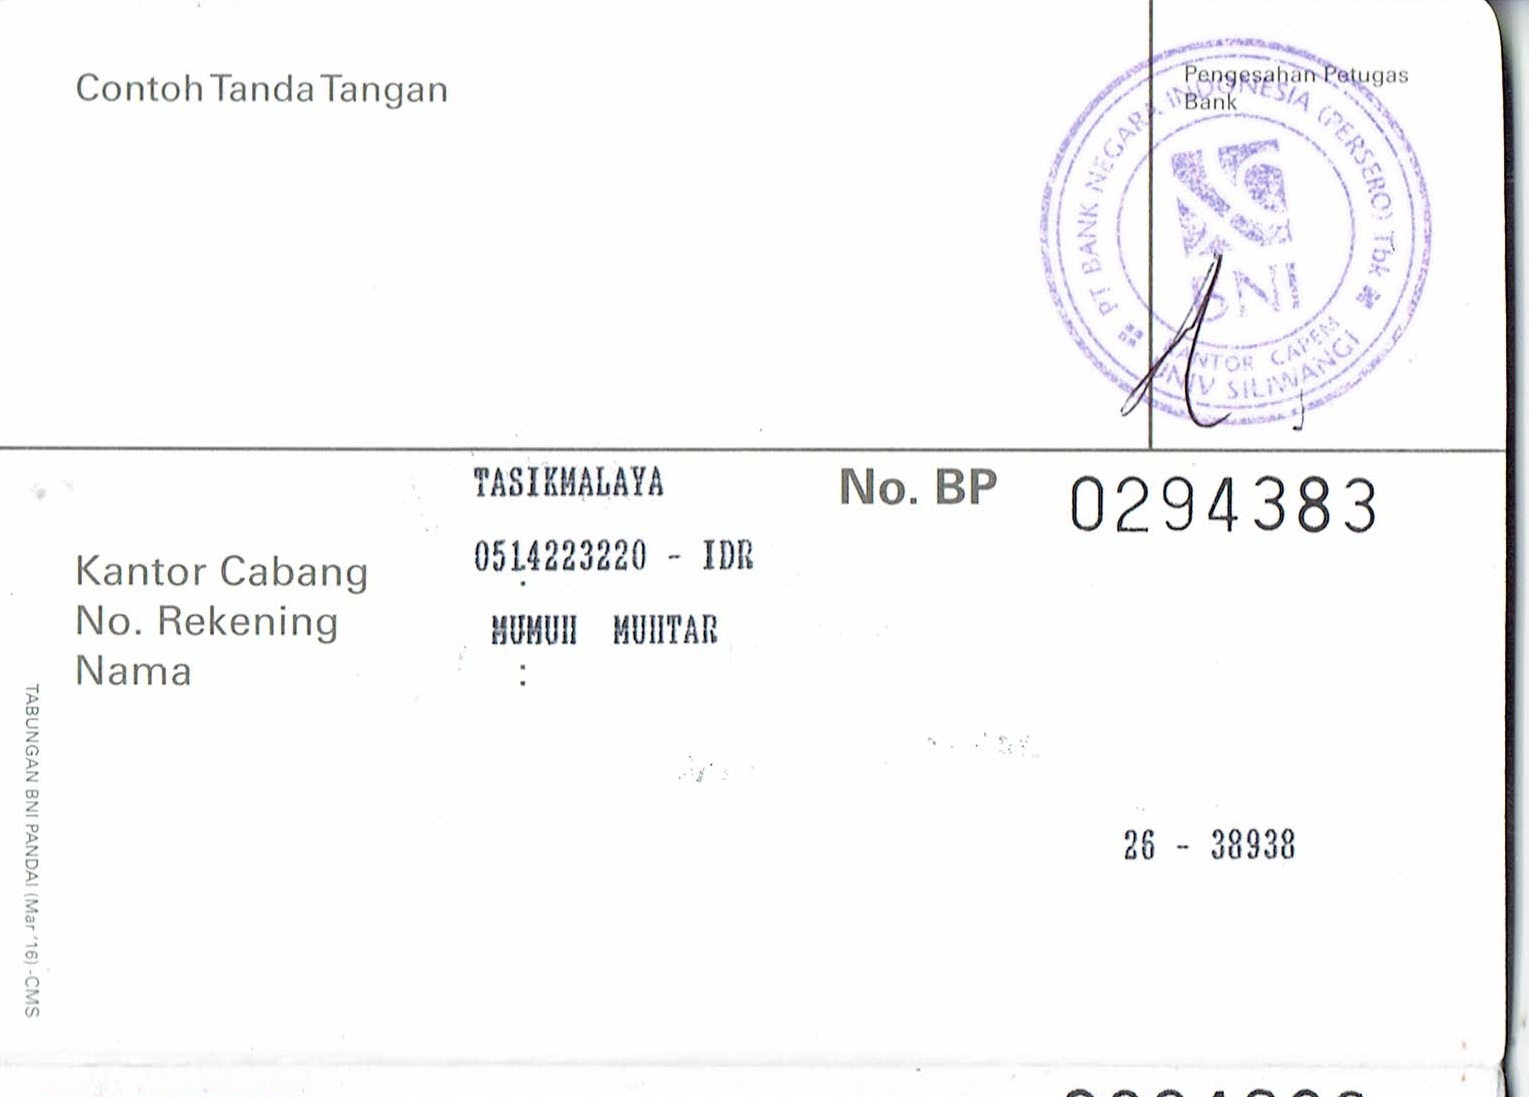 Contoh Tanda Tangan
Pengesahan Petugas
Bank
PT BANK NEGARA INDONESIA (PERSERO) Tbk
BNI
KANTOR CAPEM
UNIV SILIWANGI
TASIKMALAYA
No. BP 0294383
0514223220 - IDR
Kantor Cabang :
No. Rekening
MUMUH MUHTAR
Nama :
26 - 38938
TABUNGAN BNI PANDAI (Mar '16) -CMS